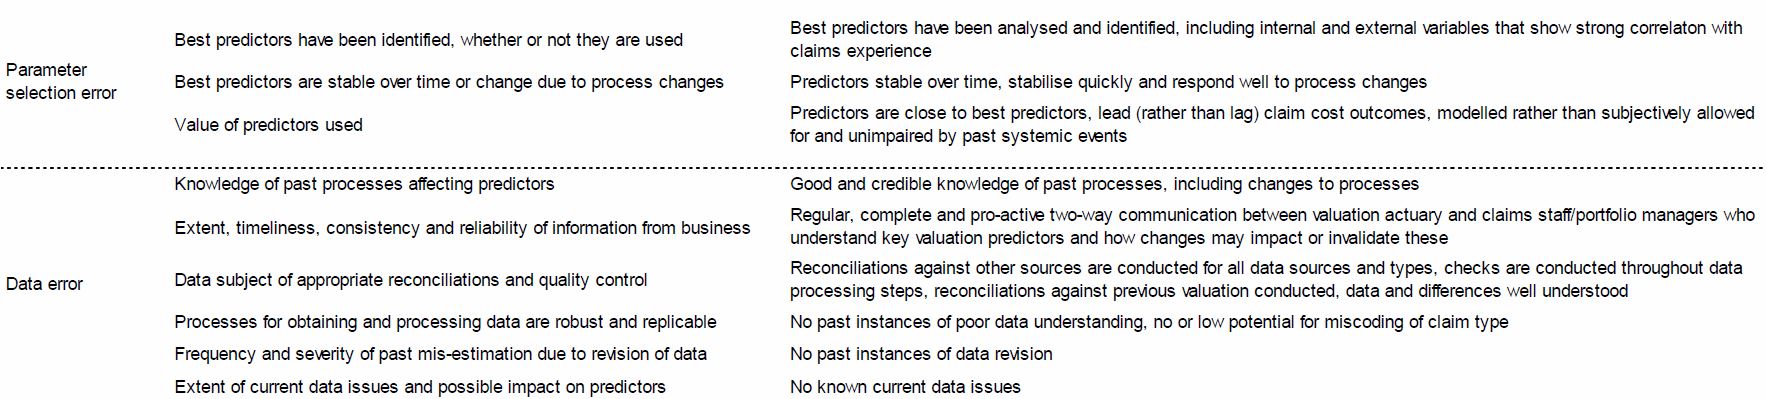 Best predictors have been identified, whether or not they are used
Best predictors have been analysed and identified, including internal and external variables that show strong correlaton with
claims experience
Parameter
selection error
Best predictors are stable over time or change due to process changes
Predictors stable over time, stabilise quickly and respond well to process changes
Value of predictors used
Predictors are close to best predictors, lead (rather than lag) claim cost outcomes, modelled rather than subjectively allowed
for and unimpaired by past systemic events
Knowledge of past processes affecting predictors
Good and credible knowledge of past processes, including changes to processes
Extent, timeliness, consistency and reliability of information from business
Regular, complete and pro-active two-way communication between valuation actuary and claims staff/portfolio managers who
understand key valuation predictors and how changes may impact or invalidate these
Data error
Data subject of appropriate reconciliations and quality control
Reconciliations against other sources are conducted for all data sources and types, checks are conducted throughout data
processing steps, reconciliations against previous valuation conducted, data and differences well understood
Processes for obtaining and processing data are robust and replicable
No past instances of poor data understanding, no or low potential for miscoding of claim type
Frequency and severity of past mis-estimation due to revision of data
No past instances of data revision
Extent of current data issues and possible impact on predictors
No known current data issues